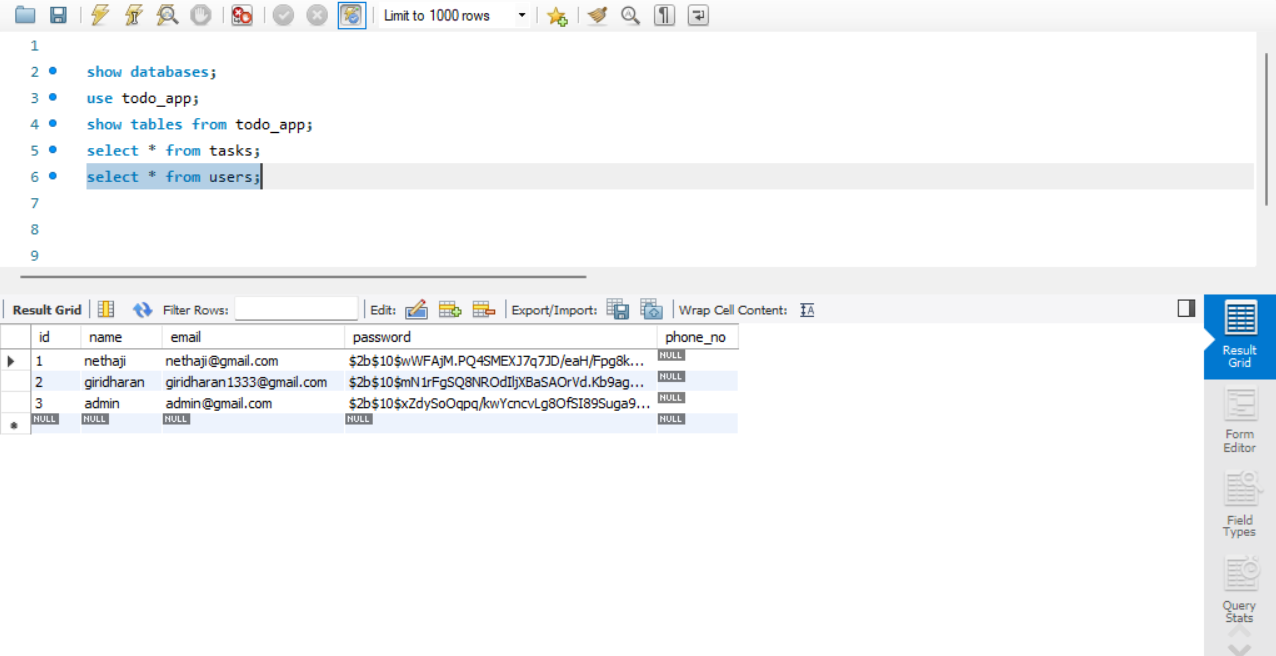 Limit to 1000 rows
1
2 show databases;
3 use todo_app;
4 show tables from todo_app;
5 select * from tasks;
6 select * from users;
7
8
9
Result Grid Filter Rows: Edit: Export/Import: Wrap Cell Content:
id name email password phone_no
1 nethaji nethaji@gmail.com $2b$10$wWFAjM.PQ4SMEXJ7q7JD/eaH/Fpg8k... NULL
2 giridharan giridharan1333@gmail.com $2b$10$mN1rFgSQ8NROdIljXBaSAOrVd.Kb9ag... NULL
3 admin admin@gmail.com $2b$10$xZdySoOqpq/kwYcncvLg8OfSI89Suga9... NULL
NULL NULL NULL NULL NULL
Result
Grid
Form
Editor
Field
Types
Query
Stats